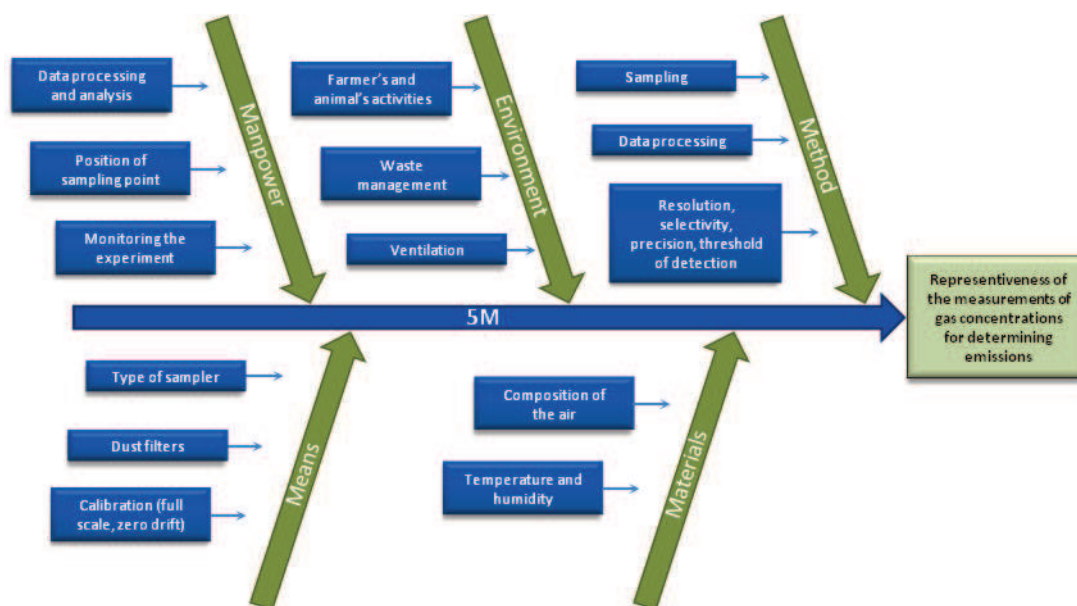 Data processing
and analysis
Position of
sampling point
Monitoring the
experiment
Manpower
Farmer's and
animal's activities
Waste
management
Ventilation
Environment
Sampling
Data processing
Resolution,
selectivity,
precision, threshold
of detection
Method
5M
Representiveness of
the measurements of
gas concentrations
for determining
emissions
Type of sampler
Dust filters
Calibration (full
scale, zero drift)
Means
Composition of
the air
Temperature and
humidity
Materials